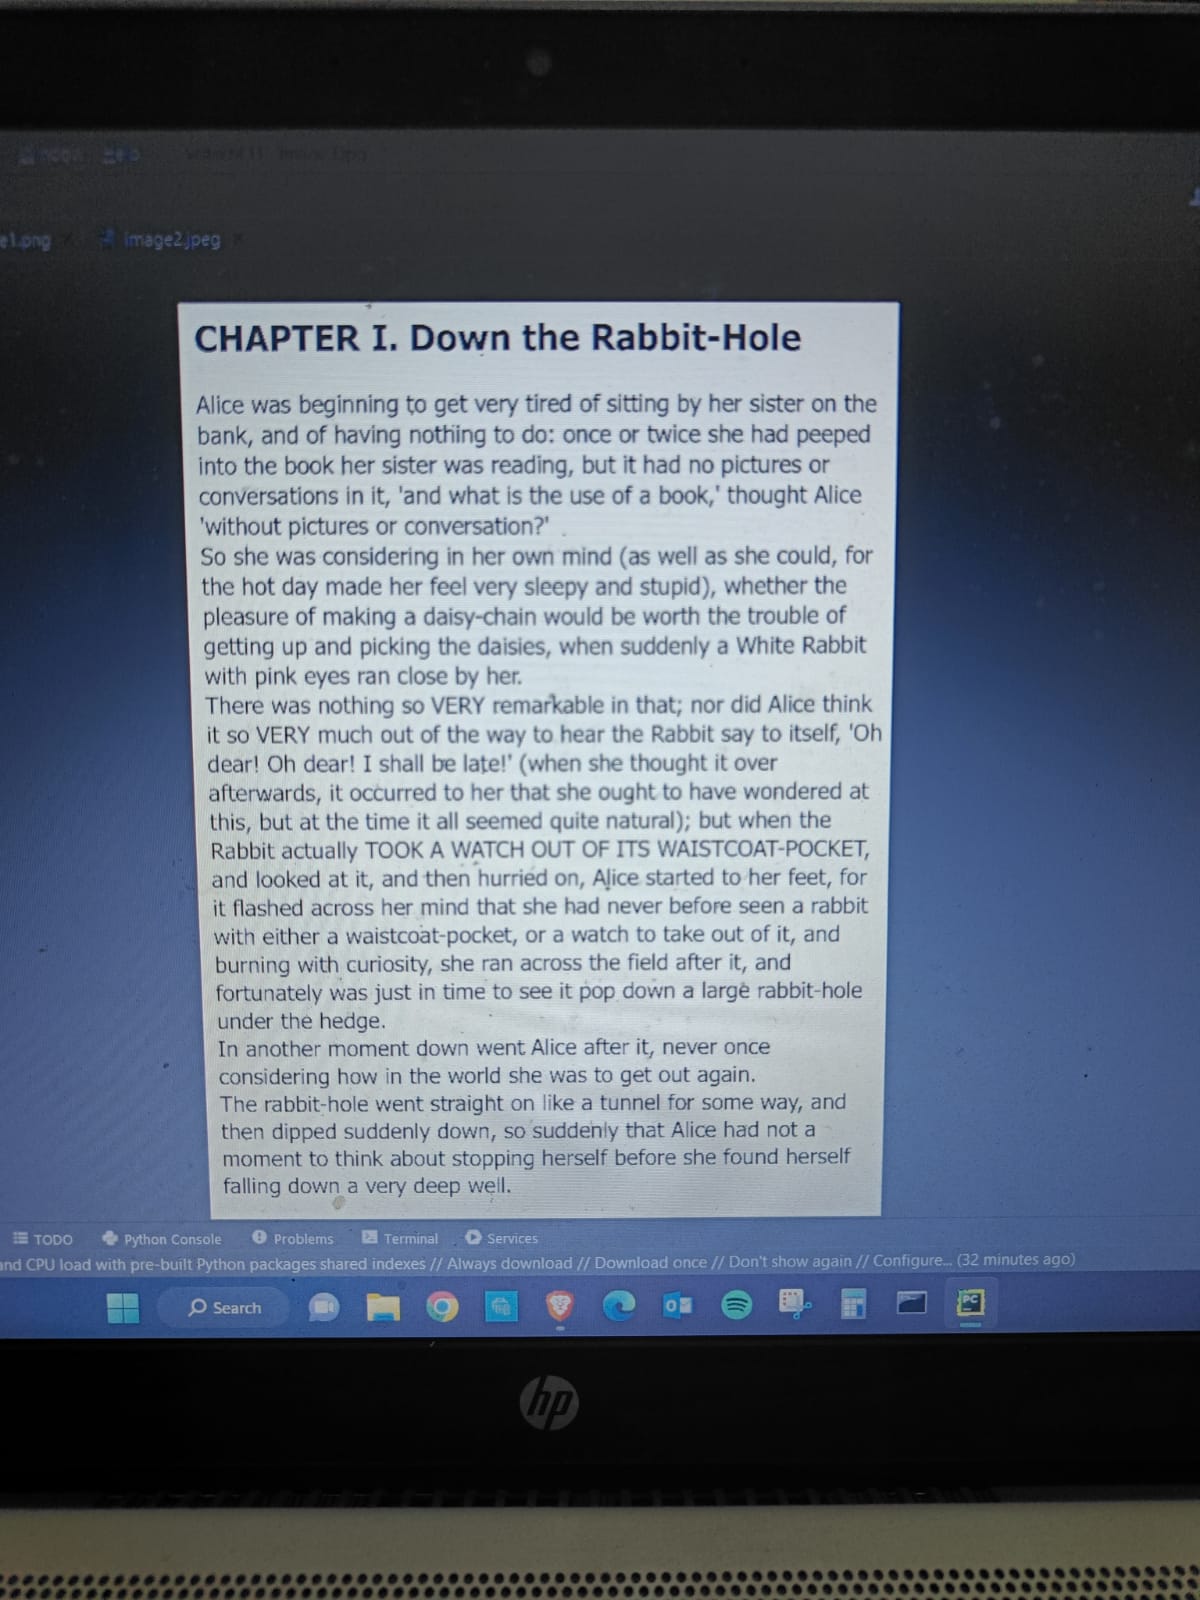 Window Help
e1.png image2.jpeg
CHAPTER I. Down the Rabbit-Hole
Alice was beginning to get very tired of sitting by her sister on the
bank, and of having nothing to do: once or twice she had peeped
into the book her sister was reading, but it had no pictures or
conversations in it, 'and what is the use of a book,' thought Alice
'without pictures or conversation?'
So she was considering in her own mind (as well as she could, for
the hot day made her feel very sleepy and stupid), whether the
pleasure of making a daisy-chain would be worth the trouble of
getting up and picking the daisies, when suddenly a White Rabbit
with pink eyes ran close by her.
There was nothing so VERY remarkable in that; nor did Alice think
it so VERY much out of the way to hear the Rabbit say to itself, 'Oh
dear! Oh dear! I shall be late!' (when she thought it over
afterwards, it occurred to her that she ought to have wondered at
this, but at the time it all seemed quite natural); but when the
Rabbit actually TOOK A WATCH OUT OF ITS WAISTCOAT-POCKET,
and looked at it, and then hurried on, Alice started to her feet, for
it flashed across her mind that she had never before seen a rabbit
with either a waistcoat-pocket, or a watch to take out of it, and
burning with curiosity, she ran across the field after it, and
fortunately was just in time to see it pop down a large rabbit-hole
under the hedge.
In another moment down went Alice after it, never once
considering how in the world she was to get out again.
The rabbit-hole went straight on like a tunnel for some way, and
then dipped suddenly down, so suddenly that Alice had not a
moment to think about stopping herself before she found herself
falling down a very deep well.
TODO Python Console Problems Terminal Services
and CPU load with pre-built Python packages shared indexes // Always download // Download once // Don't show again // Configure... (32 minutes ago)
Search
PC
hp